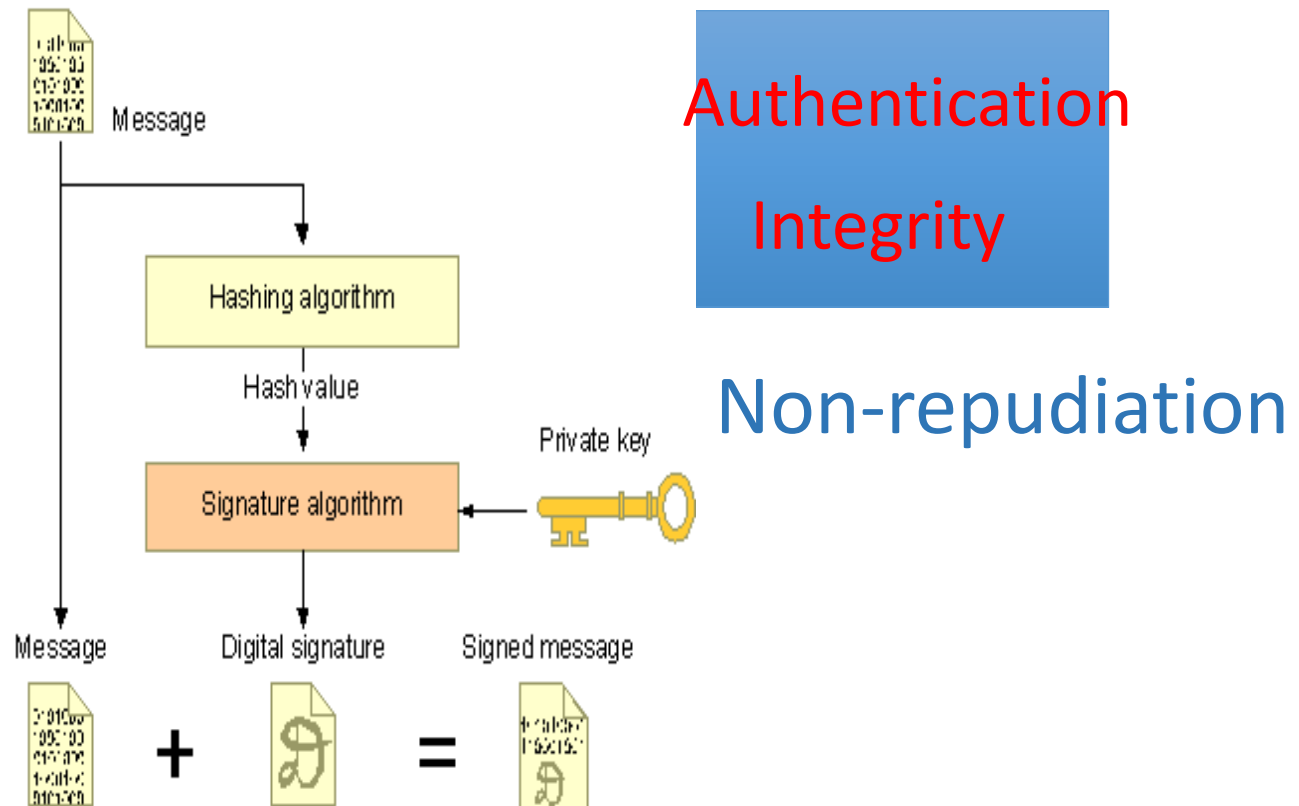 Message
Authentication
Integrity
Hashing algorithm
Hash value
Non-repudiation
Private key
Signature algorithm
Message
Digital signature
Signed message
+
=